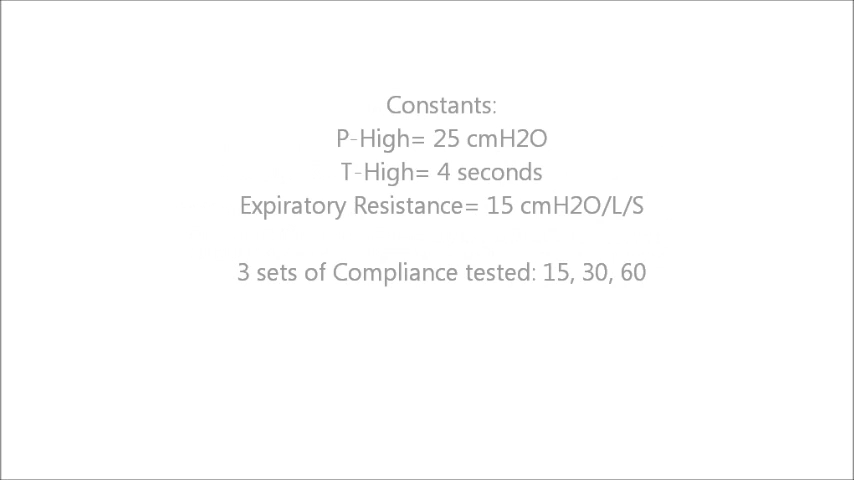 Constants:
P-High= 25 cmH2O
T-High= 4 seconds
Expiratory Resistance= 15 cmH2O/L/S
3 sets of Compliance tested: 15, 30, 60